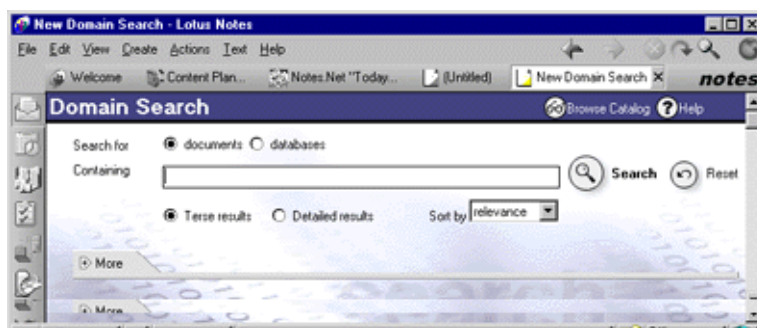 New Domain Search - Lotus Notes
File Edit View Create Actions Text Help
Welcome Content Plan... Notes.Net "Today... (Untitled) New Domain Search notes
Domain Search Browse Catalog Help
Search for documents databases
Containing Search Reset
Terse results Detailed results Sort by relevance
More
search
More